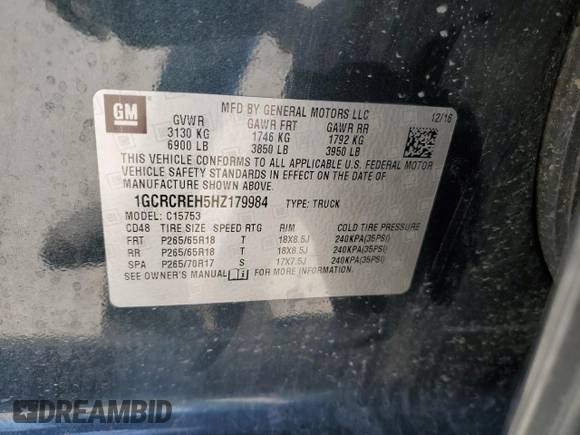 GM
MFD BY GENERAL MOTORS LLC
12/16
GVWR GAWR FRT GAWR RR
3130 KG 1746 KG 1792 KG
6900 LB 3850 LB 3950 LB
THIS VEHICLE CONFORMS TO ALL APPLICABLE U.S. FEDERAL MOTOR
VEHICLE SAFETY STANDARDS IN EFFECT ON THE DATE OF
MANUFACTURE SHOWN ABOVE.
1GCRCREH5HZ179984 TYPE: TRUCK
MODEL: C15753
CD48 TIRE SIZE SPEED RTG RIM COLD TIRE PRESSURE
FRT P265/65R18 T 18X8.5J 240KPA(35PSI)
RR P265/65R18 T 18X8.5J 240KPA(35PSI)
SPA P265/70R17 S 17X7.5J 240KPA(35PSI)
SEE OWNER'S MANUAL FOR ADDITIONAL INFORMATION
DREAMBID